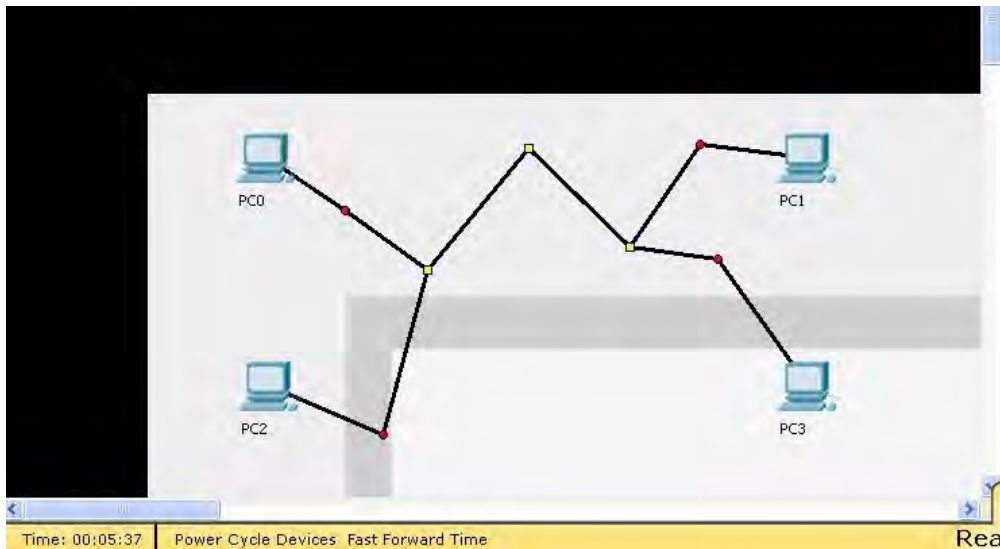 PC0
PC1
PC2
PC3
Time: 00:05:37 Power Cycle Devices Fast Forward Time
Rea